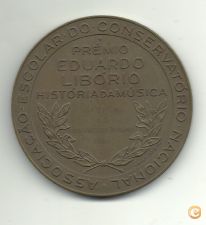 ASSOCIAÇÃO·ESCOLAR·DO·CONSERVATÓRIO NACIONAL·
PRÉMIO
EDUARDO
LIBÓRIO
HISTÓRIA DA MÚSICA